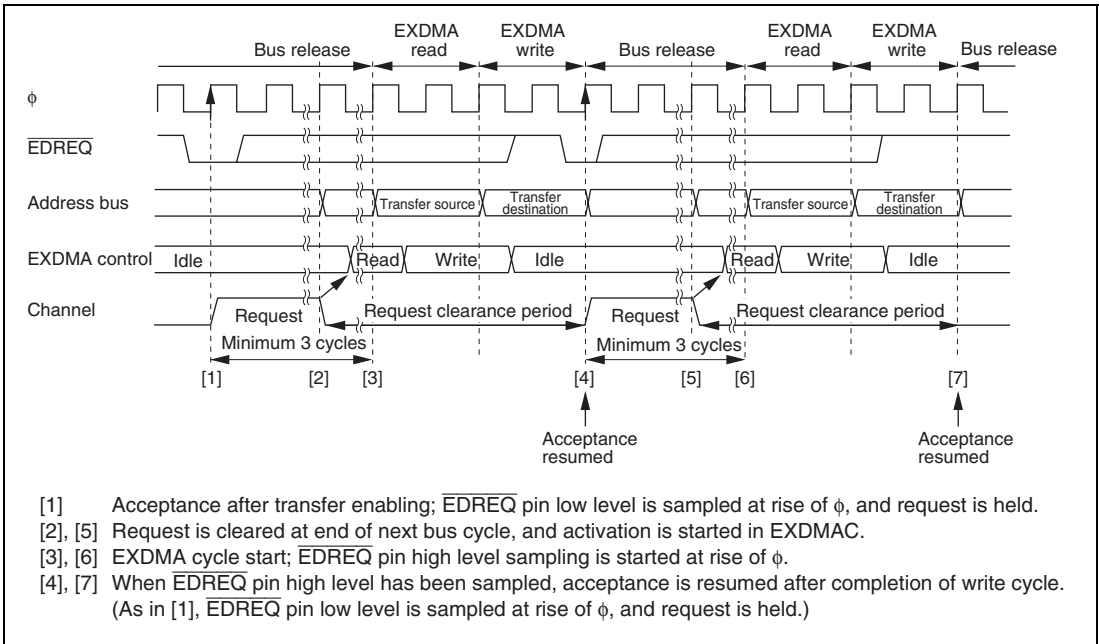 Bus release EXDMA read EXDMA write Bus release EXDMA read EXDMA write Bus release
φ
EDREQ
Address bus Transfer source Transfer destination Transfer source Transfer destination
EXDMA control Idle Read Write Idle Read Write Idle
Channel Request Request clearance period Request Request clearance period
Minimum 3 cycles Minimum 3 cycles
[1] [2] [3] [4] [5] [6] [7]
Acceptance resumed Acceptance resumed
[1] Acceptance after transfer enabling; EDREQ pin low level is sampled at rise of φ, and request is held.
[2], [5] Request is cleared at end of next bus cycle, and activation is started in EXDMAC.
[3], [6] EXDMA cycle start; EDREQ pin high level sampling is started at rise of φ.
[4], [7] When EDREQ pin high level has been sampled, acceptance is resumed after completion of write cycle.
(As in [1], EDREQ pin low level is sampled at rise of φ, and request is held.)